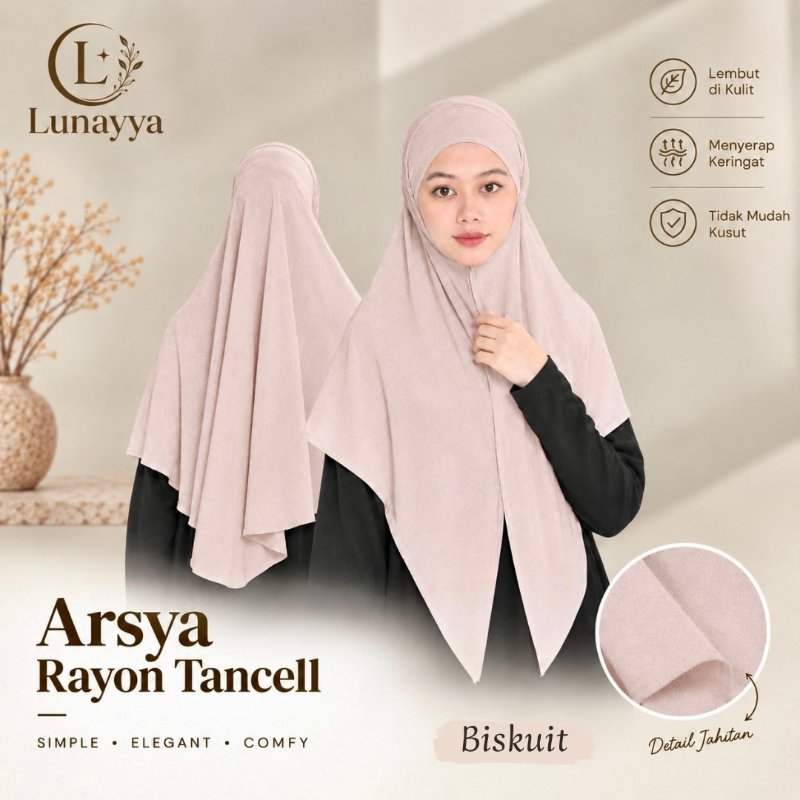 L
Lunayya
Lembut
di Kulit
Menyerap
Keringat
Tidak Mudah
Kusut
Arsya
Rayon Tancell
SIMPLE • ELEGANT • COMFY
Biskuit
Detail Jahitan